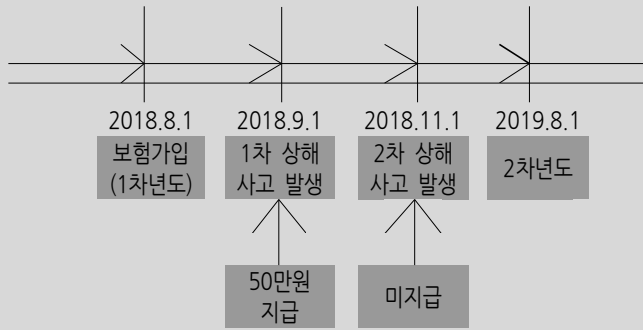 2018.8.1
보험가입
(1차년도)
2018.9.1
1차 상해
사고 발생
2018.11.1
2차 상해
사고 발생
2019.8.1
2차년도
50만원
지급
미지급